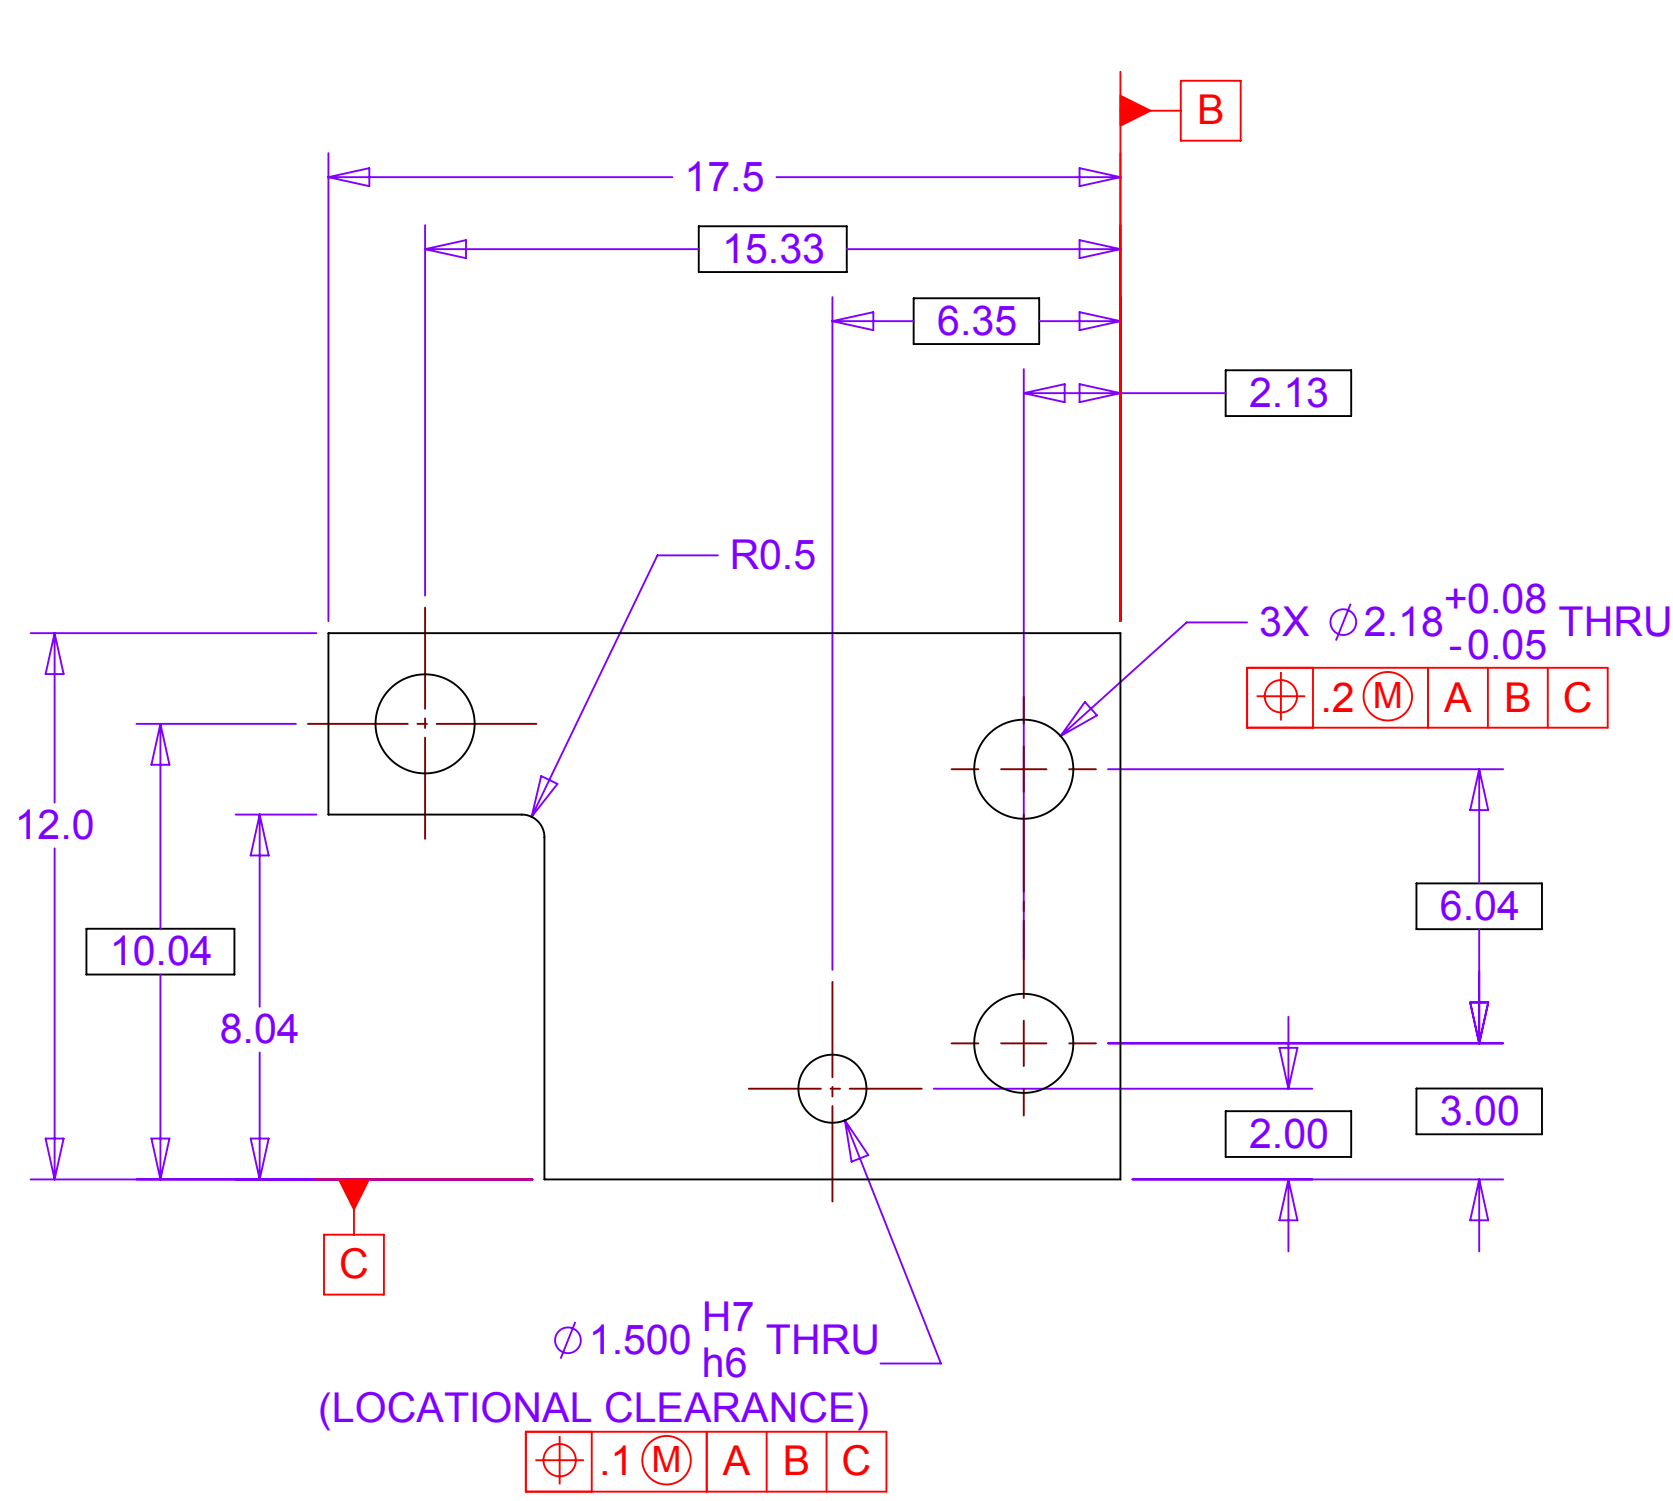 B
17.5
15.33
6.35
2.13
R0.5
3X ⌀2.18 +0.08 -0.05 THRU
⌖ .2 Ⓜ A B C
12.0
6.04
10.04
8.04
3.00
2.00
C
⌀1.500 H7 h6 THRU
(LOCATIONAL CLEARANCE)
⌖ .1 Ⓜ A B C